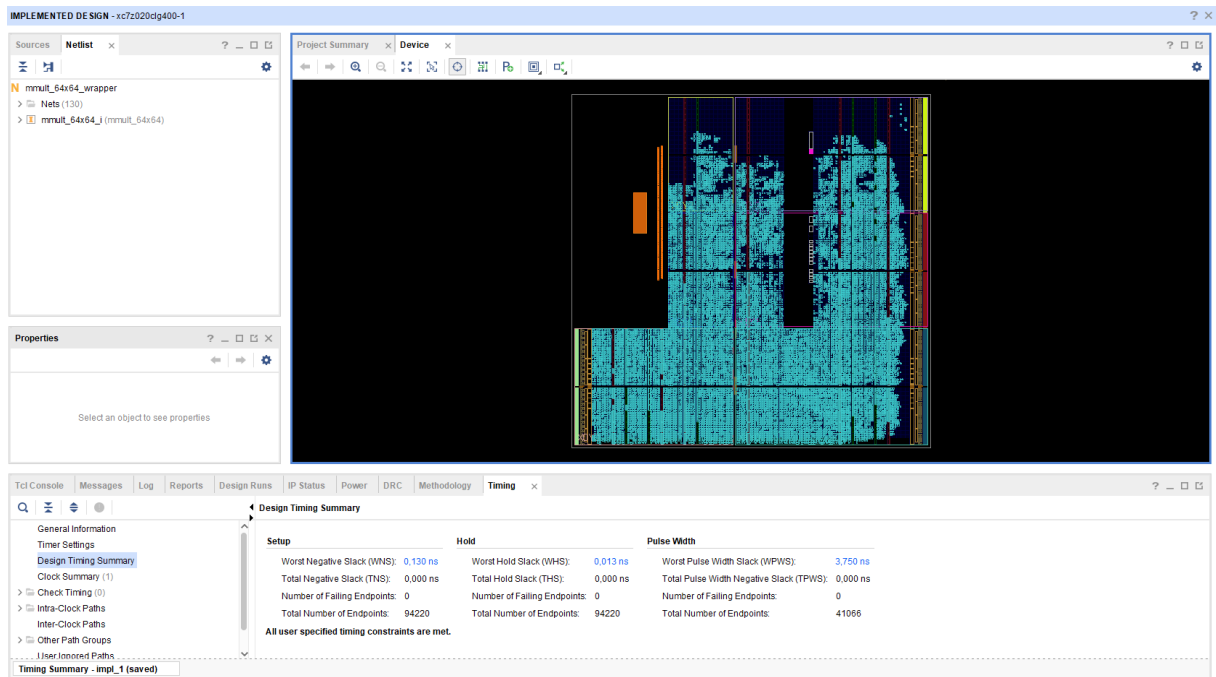 IMPLEMENTED DESIGN - xc7z020clg400-1
Sources Netlist
N mmult_64x64_wrapper
Nets (130)
mmult_64x64_i (mmult_64x64)
Properties
Select an object to see properties
Project Summary Device
Tcl Console Messages Log Reports Design Runs IP Status Power DRC Methodology Timing
General Information
Timer Settings
Design Timing Summary
Clock Summary (1)
Check Timing (0)
Intra-Clock Paths
Inter-Clock Paths
Other Path Groups
User Ignored Paths
Design Timing Summary
Setup Hold Pulse Width
Worst Negative Slack (WNS): 0,130 ns Worst Hold Slack (WHS): 0,013 ns Worst Pulse Width Slack (WPWS): 3,750 ns
Total Negative Slack (TNS): 0,000 ns Total Hold Slack (THS): 0,000 ns Total Pulse Width Negative Slack (TPWS): 0,000 ns
Number of Failing Endpoints: 0 Number of Failing Endpoints: 0 Number of Failing Endpoints: 0
Total Number of Endpoints: 94220 Total Number of Endpoints: 94220 Total Number of Endpoints: 41066
All user specified timing constraints are met.
Timing Summary - impl_1 (saved)